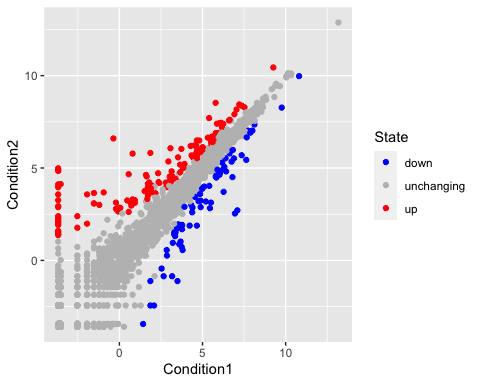 10
5
0
0
5
10
Condition2
Condition1
State
down
unchanging
up